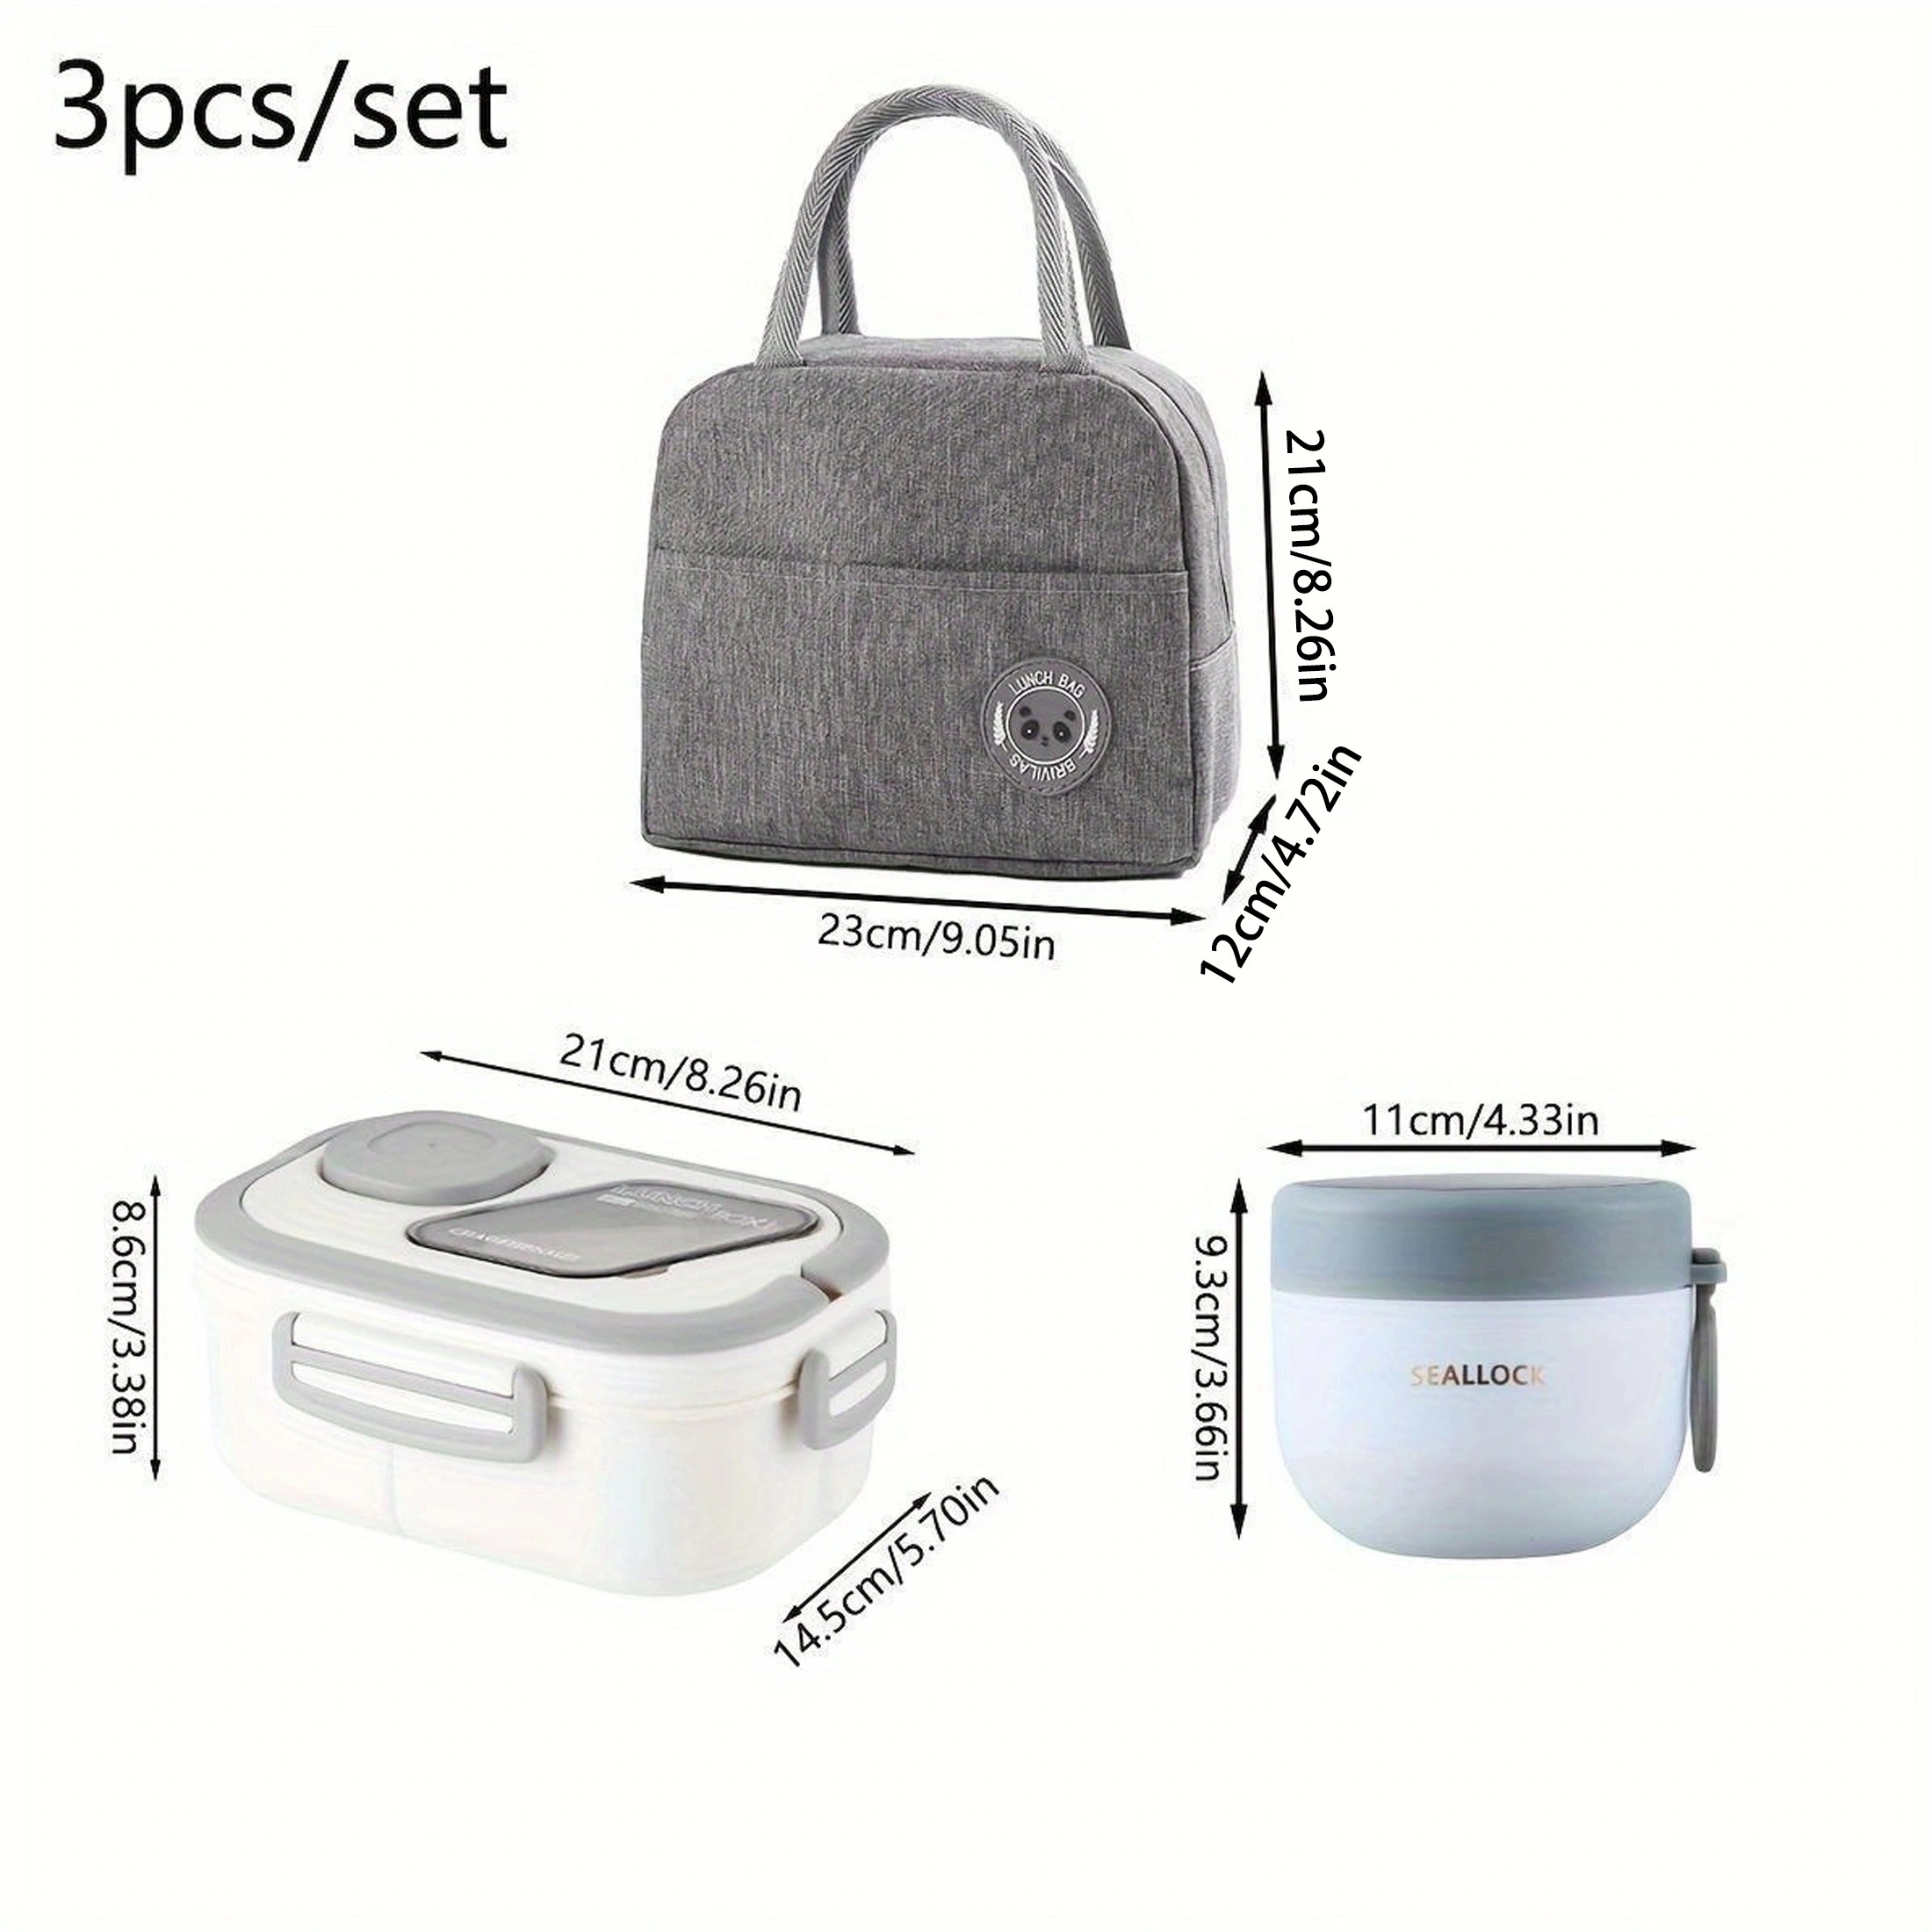 3pcs/set
21cm/8.26in
LUNCH BAG
BRIVILAS
12cm/4.72in
23cm/9.05in
21cm/8.26in
8.6cm/3.38in
14.5cm/5.70in
11cm/4.33in
9.3cm/3.66in
SEALLOCK